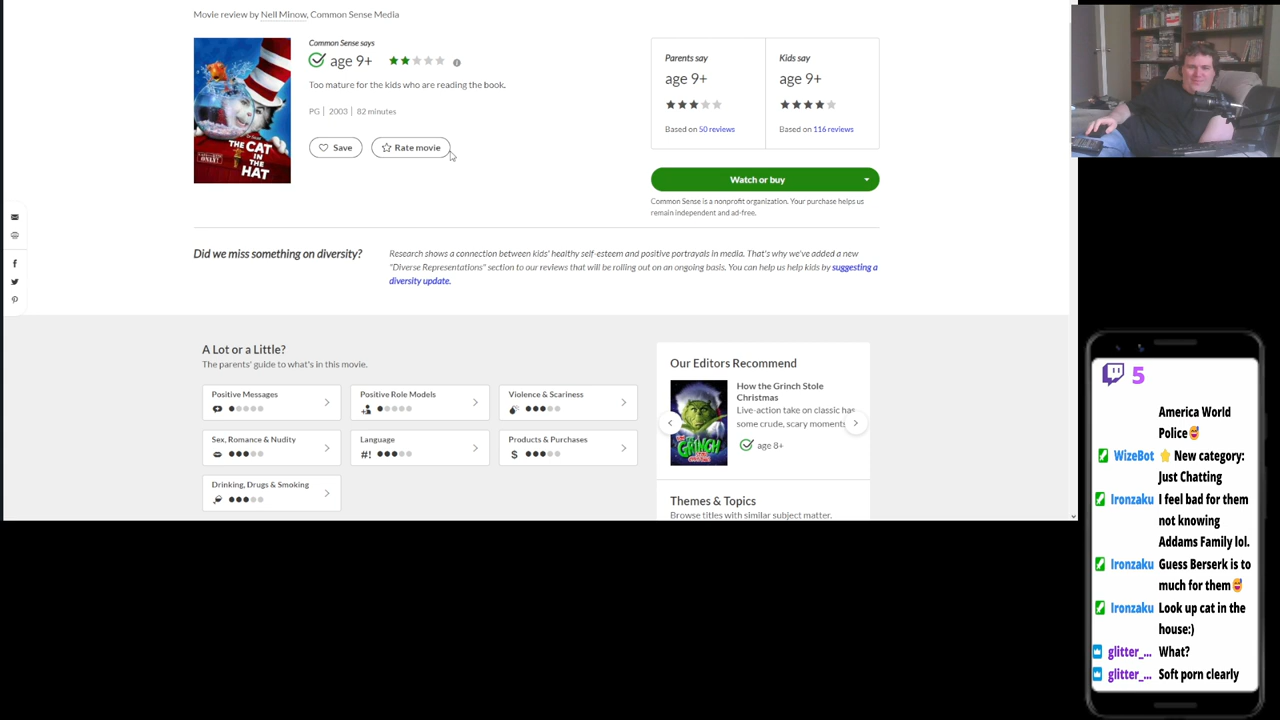 Movie review by Nell Minow, Common Sense Media
Common Sense says
age 9+
Too mature for the kids who are reading the book.
PG | 2003 | 82 minutes
Save
Rate movie
THE CAT
IN THE
HAT
Parents say
age 9+
Based on 50 reviews
Kids say
age 9+
Based on 116 reviews
Watch or buy
Common Sense is a nonprofit organization. Your purchase helps us
remain independent and ad-free.
Did we miss something on diversity?
Research shows a connection between kids' healthy self-esteem and positive portrayals in media. That's why we've added a new
"Diverse Representations" section to our reviews that will be rolling out on an ongoing basis. You can help us help kids by suggesting a
diversity update.
A Lot or a Little?
The parents' guide to what's in this movie.
Positive Messages
Positive Role Models
Violence & Scariness
Sex, Romance & Nudity
Language
#!
Products & Purchases
$
Drinking, Drugs & Smoking
Our Editors Recommend
GRINCH
How the Grinch Stole
Christmas
Live-action take on classic has
some crude, scary moments
age 8+
Themes & Topics
Browse titles with similar subject matter.
5
America World
Police
WizeBot New category:
Just Chatting
Ironzaku I feel bad for them
not knowing
Addams Family lol.
Ironzaku Guess Berserk is to
much for them
Ironzaku Look up cat in the
house:)
glitter_... What?
glitter_... Soft porn clearly